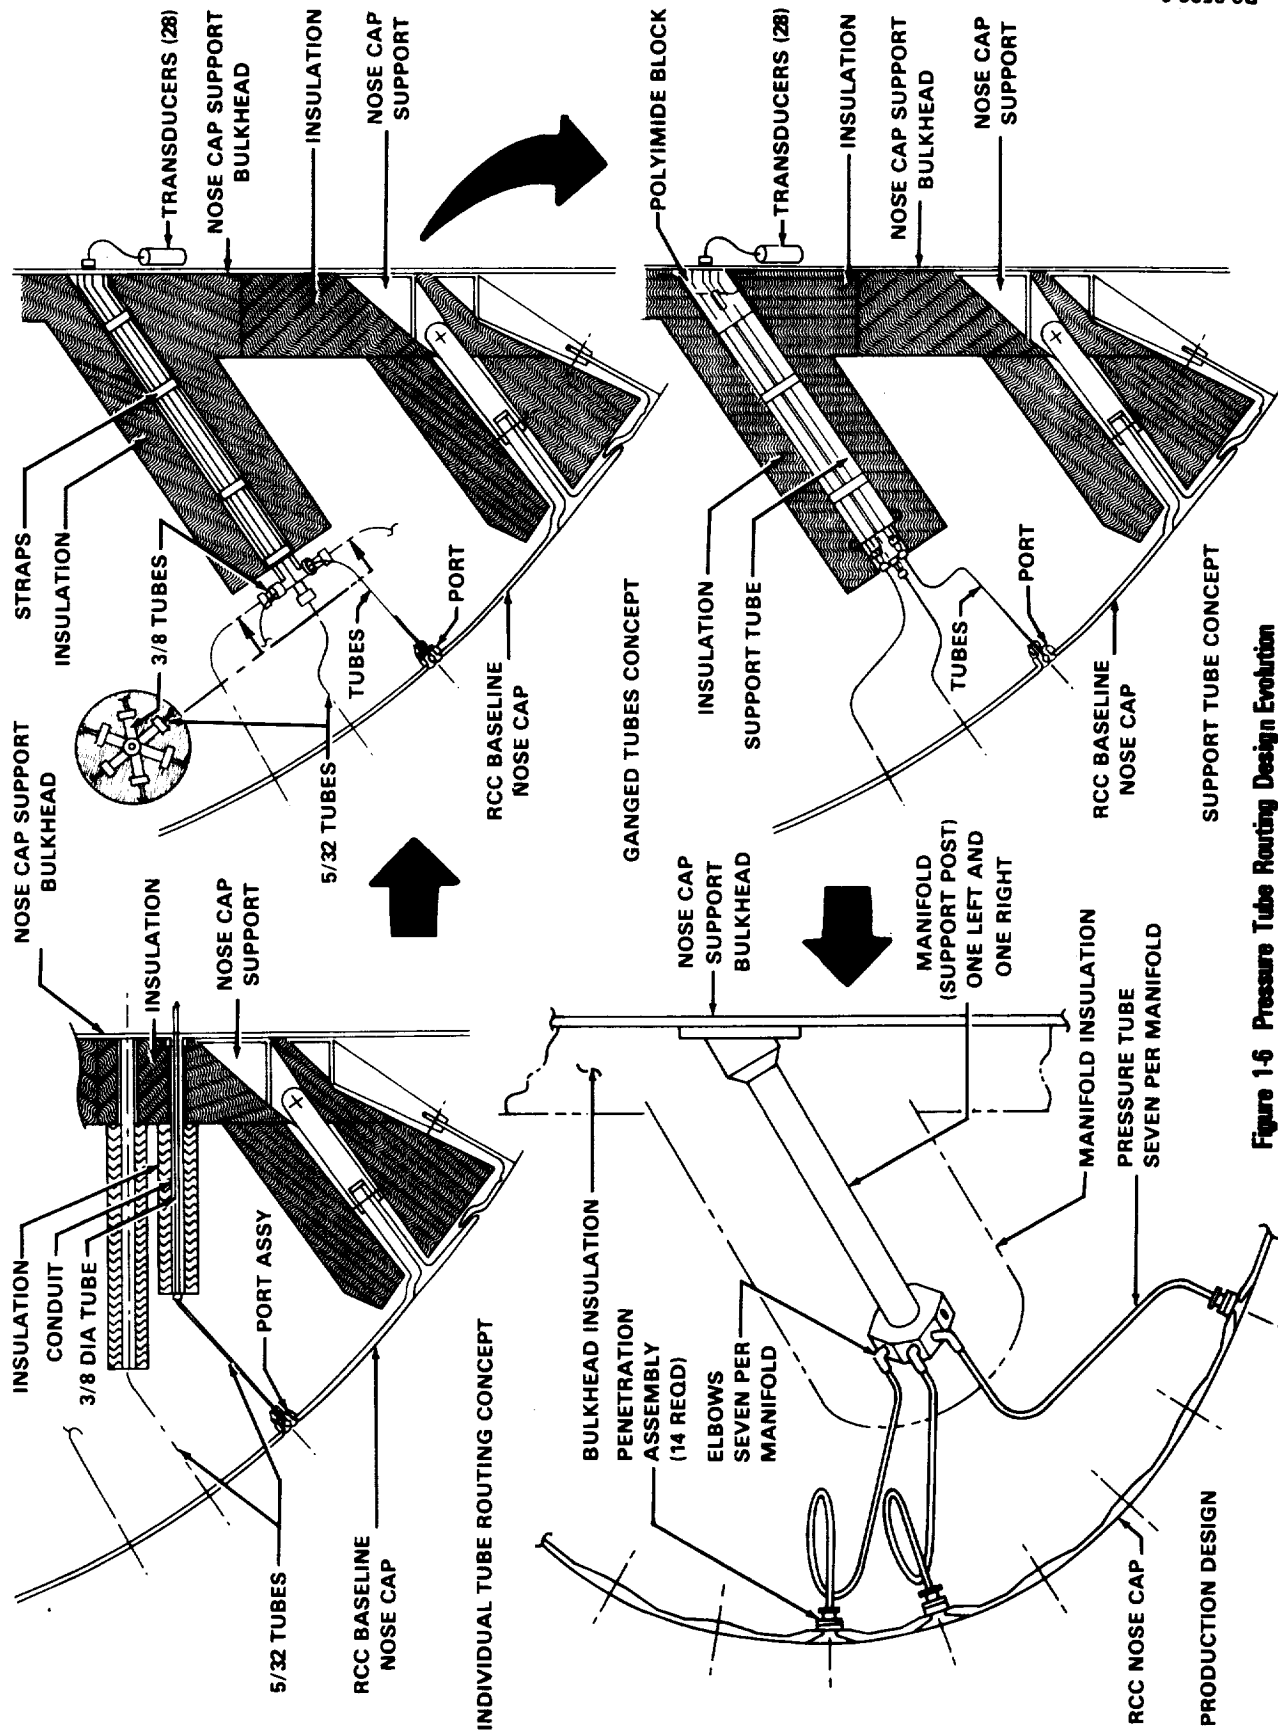 INSULATION
CONDUIT
3/8 DIA TUBE
5/32 TUBES
PORT ASSY
RCC BASELINE
NOSE CAP
NOSE CAP SUPPORT
BULKHEAD
INSULATION
NOSE CAP
SUPPORT
INDIVIDUAL TUBE ROUTING CONCEPT
STRAPS
INSULATION
3/8 TUBES
5/32 TUBES
TUBES
PORT
RCC BASELINE
NOSE CAP
TRANSDUCERS (28)
NOSE CAP SUPPORT
BULKHEAD
INSULATION
NOSE CAP
SUPPORT
GANGED TUBES CONCEPT
POLYIMIDE BLOCK
TRANSDUCERS (28)
INSULATION
NOSE CAP SUPPORT
BULKHEAD
NOSE CAP
SUPPORT
INSULATION
SUPPORT TUBE
TUBES
PORT
RCC BASELINE
NOSE CAP
SUPPORT TUBE CONCEPT
NOSE CAP
SUPPORT
BULKHEAD
MANIFOLD
(SUPPORT POST)
ONE LEFT AND
ONE RIGHT
MANIFOLD INSULATION
PRESSURE TUBE
SEVEN PER MANIFOLD
BULKHEAD INSULATION
PENETRATION
ASSEMBLY
(14 REQD)
ELBOWS
SEVEN PER
MANIFOLD
RCC NOSE CAP
PRODUCTION DESIGN
Figure 1-6 Pressure Tube Routing Design Evolution